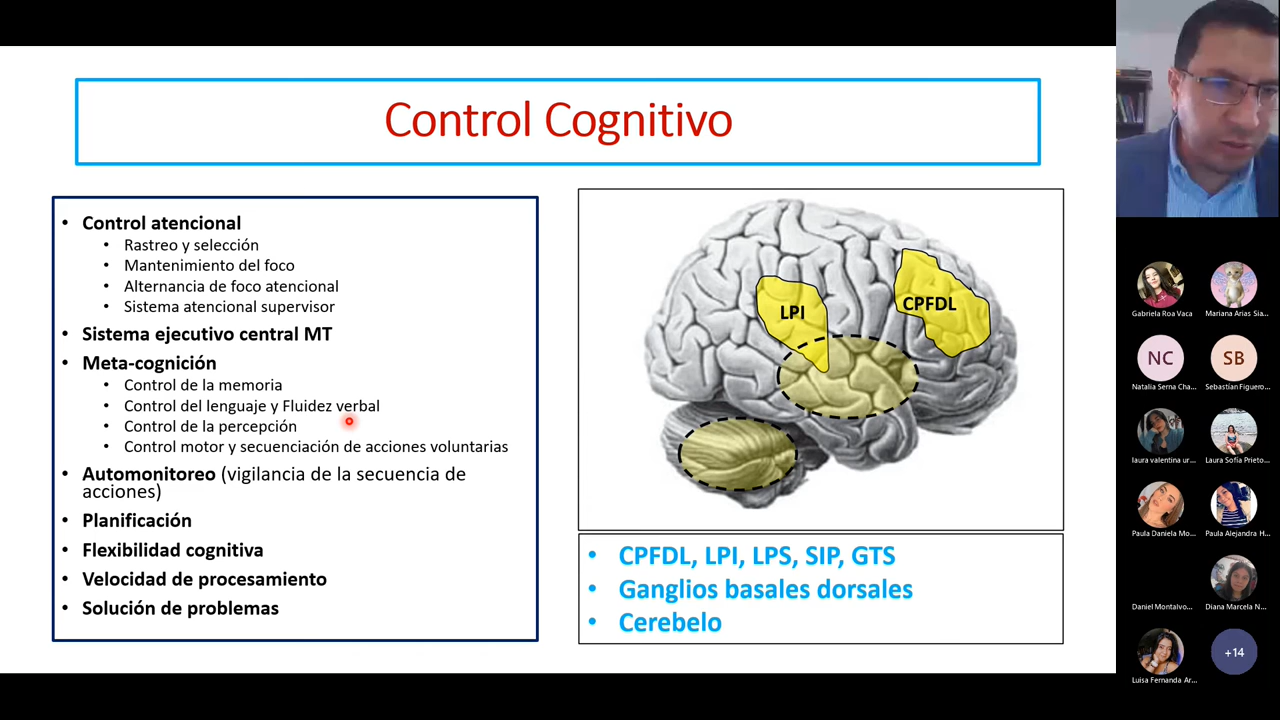 Control Cognitivo
• Control atencional
• Rastreo y selección
• Mantenimiento del foco
• Alternancia de foco atencional
• Sistema atencional supervisor
• Sistema ejecutivo central MT
• Meta-cognición
• Control de la memoria
• Control del lenguaje y Fluidez verbal
• Control de la percepción
• Control motor y secuenciación de acciones voluntarias
• Automonitoreo (vigilancia de la secuencia de
acciones)
• Planificación
• Flexibilidad cognitiva
• Velocidad de procesamiento
• Solución de problemas
LPI
CPFDL
• CPFDL, LPI, LPS, SIP, GTS
• Ganglios basales dorsales
• Cerebelo
Gabriela Roa Vaca
Mariana Arias Sia...
NC
SB
Natalia Serna Cha...
Sebastián Figuero...
laura valentina ur...
Laura Sofía Prieto...
Paula Daniela Mo...
Paula Alejandra H...
Daniel Montalvo...
Diana Marcela N...
+14
Luisa Fernanda Ar...